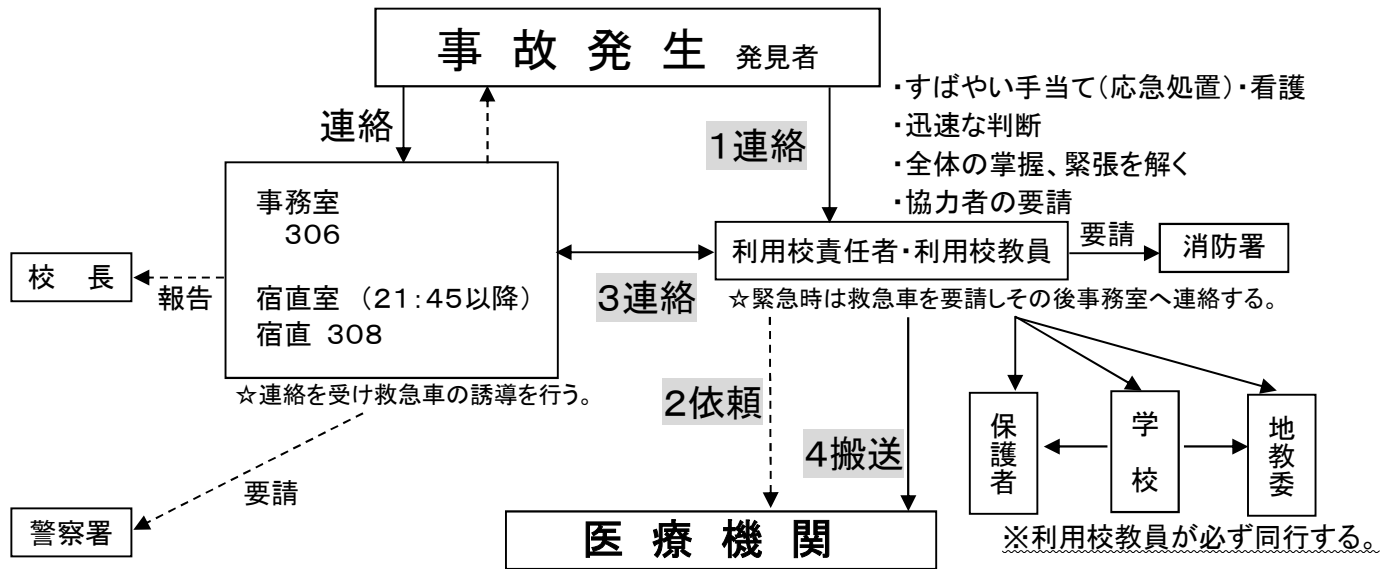 事 故 発 生 発見者
・すばやい手当て(応急処置)・看護
・迅速な判断
・全体の掌握、緊張を解く
・協力者の要請
連絡
1連絡
事務室
306
宿直室 (21:45以降)
宿直 308
校 長
報告
3連絡
利用校責任者・利用校教員
要請
消防署
☆緊急時は救急車を要請しその後事務室へ連絡する。
☆連絡を受け救急車の誘導を行う。
2依頼
4搬送
保護者
学校
地教委
要請
警察署
医 療 機 関
※利用校教員が必ず同行する。